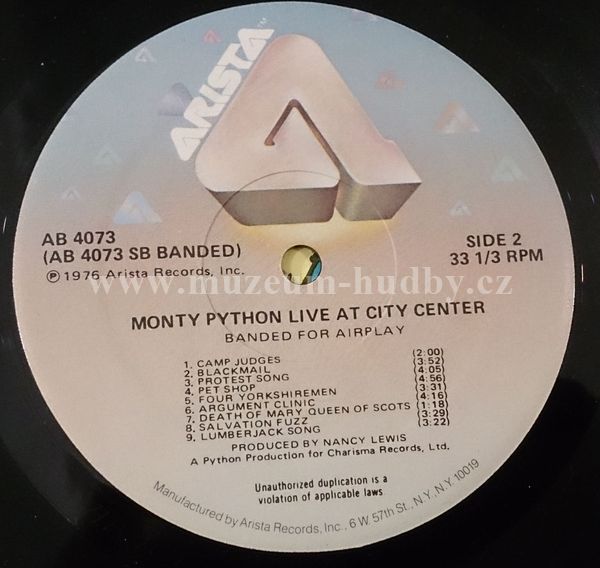 ARISTA™
AB 4073
(AB 4073 SB BANDED)
℗ 1976 Arista Records, Inc.
SIDE 2
33 1/3 RPM
www.muzeum-hudby.cz
MONTY PYTHON LIVE AT CITY CENTER
BANDED FOR AIRPLAY
1. CAMP JUDGES (2:00)
2. BLACKMAIL (3:52)
3. PROTEST SONG (4:05)
4. PET SHOP (4:56)
5. FOUR YORKSHIREMEN (3:31)
6. ARGUMENT CLINIC (4:16)
7. DEATH OF MARY QUEEN OF SCOTS (1:18)
8. SALVATION FUZZ (3:29)
9. LUMBERJACK SONG (3:22)
PRODUCED BY NANCY LEWIS
A Python Production for Charisma Records, Ltd.
Unauthorized duplication is a
violation of applicable laws
Manufactured by Arista Records, Inc., 6 W. 57th St., N.Y., N.Y. 10019